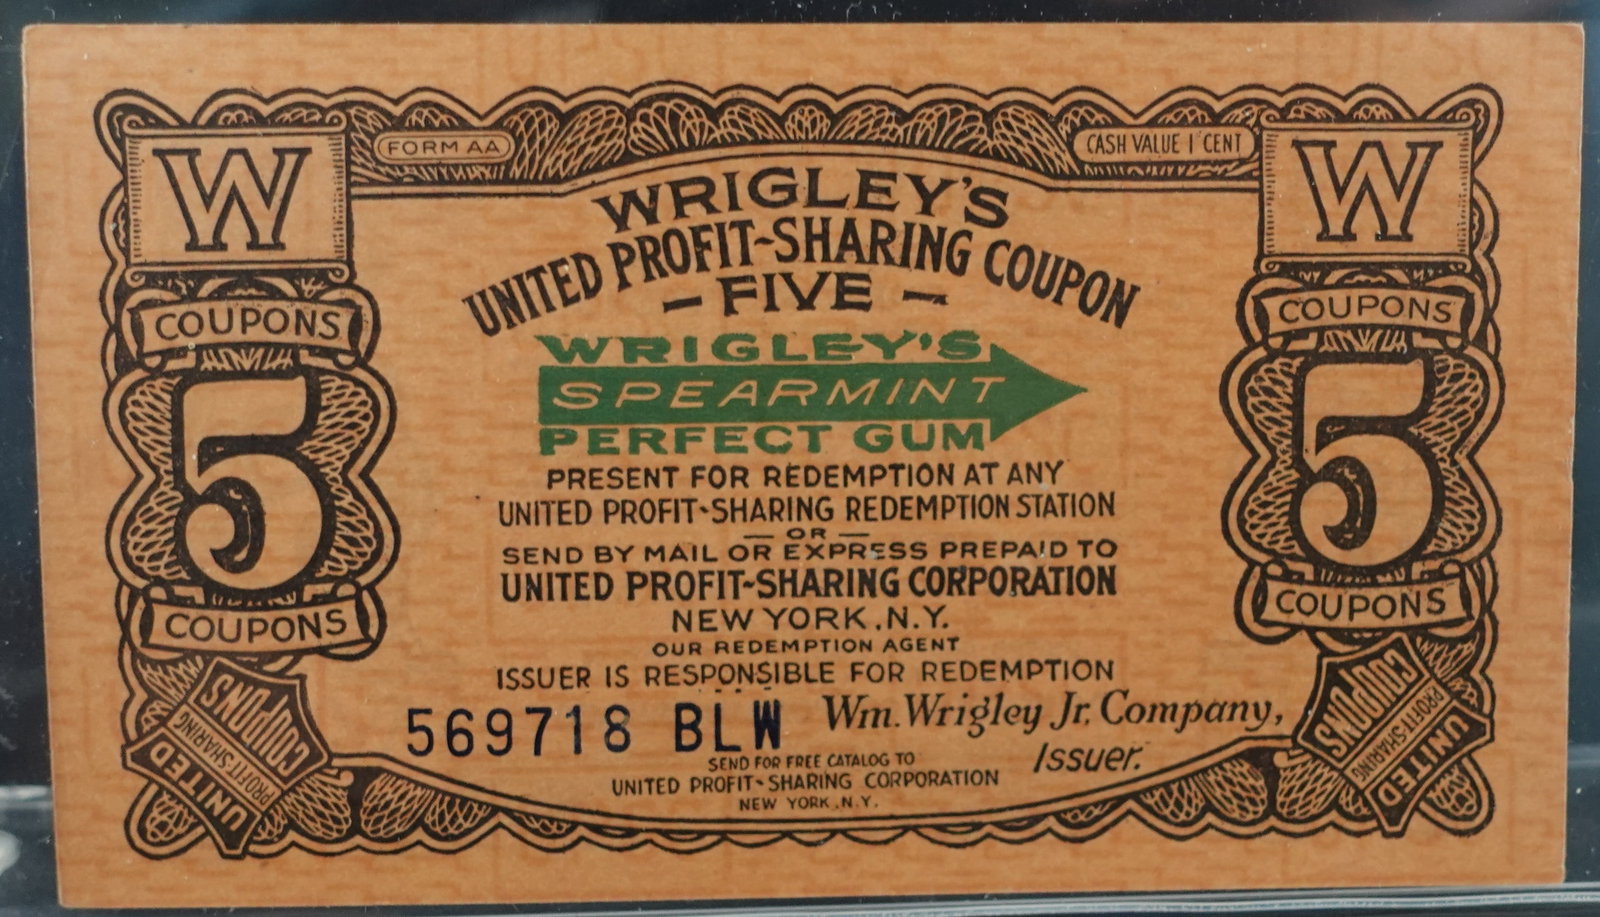 FORM AA
CASH VALUE 1 CENT
W
W
WRIGLEY'S
UNITED PROFIT-SHARING COUPON
- FIVE -
COUPONS
5
COUPONS
COUPONS
5
COUPONS
WRIGLEY'S
SPEARMINT
PERFECT GUM
PRESENT FOR REDEMPTION AT ANY
UNITED PROFIT-SHARING REDEMPTION STATION
— OR —
SEND BY MAIL OR EXPRESS PREPAID TO
UNITED PROFIT-SHARING CORPORATION
NEW YORK, N.Y.
OUR REDEMPTION AGENT
ISSUER IS RESPONSIBLE FOR REDEMPTION
569718 BLW
Wm. Wrigley Jr. Company,
Issuer.
SEND FOR FREE CATALOG TO
UNITED PROFIT-SHARING CORPORATION
NEW YORK, N.Y.
UNITED
PROFIT-SHARING
COUPONS
UNITED
PROFIT-SHARING
COUPONS